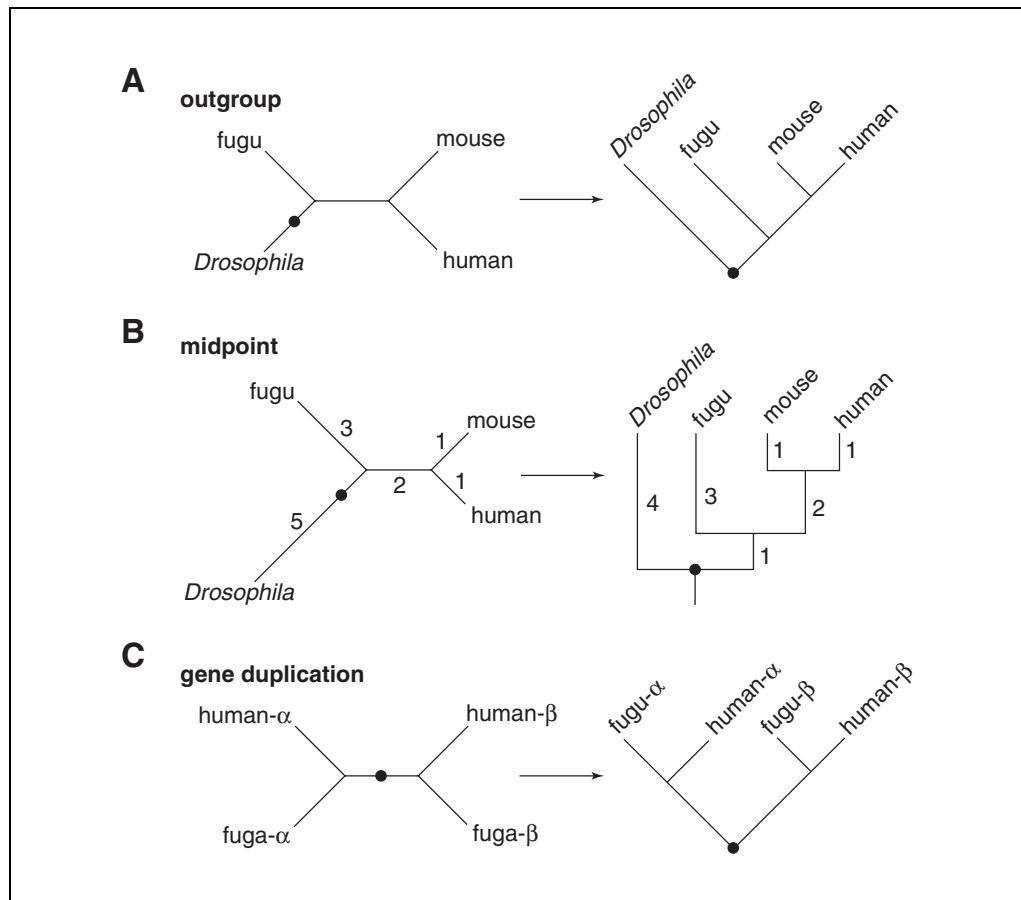 A
outgroup
fugu
mouse
Drosophila
human
Drosophila
fugu
mouse
human
B
midpoint
fugu
3
mouse
1
2
1
human
5
Drosophila
Drosophila
fugu
mouse
human
1
1
4
3
2
1
C
gene duplication
human-α
human-β
fuga-α
fuga-β
fugu-α
human-α
fugu-β
human-β